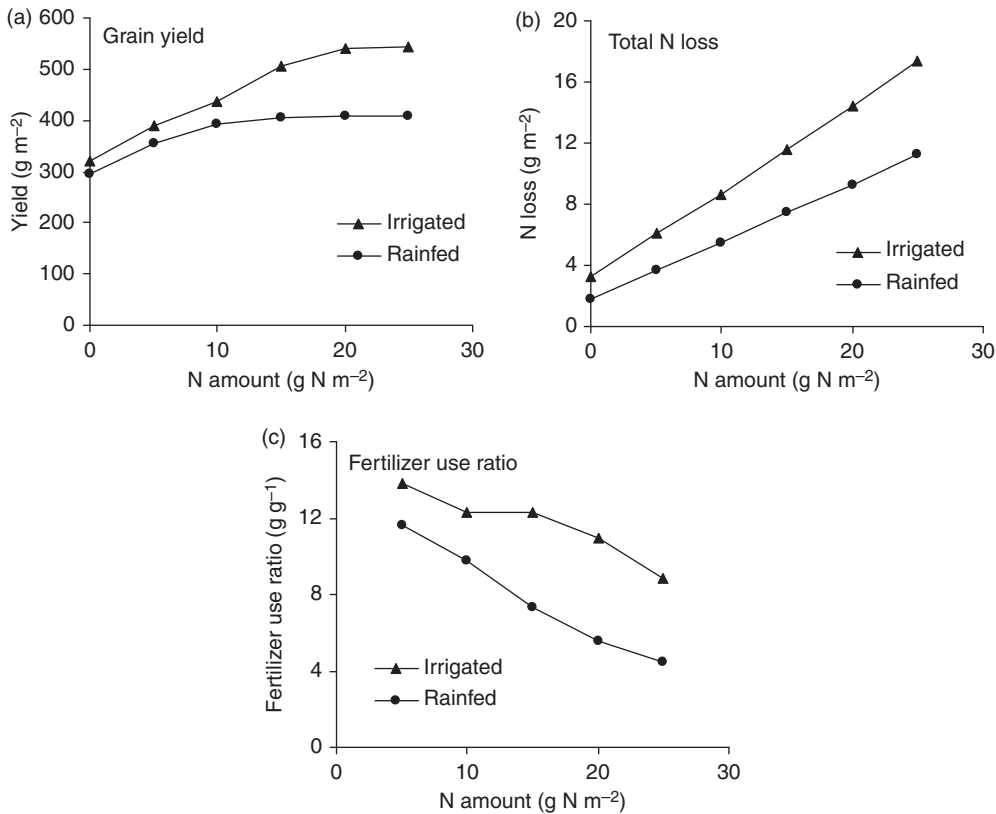 (a)
Grain yield
600
500
400
300
200
100
0
Yield (g m⁻²)
Irrigated
Rainfed
0 10 20 30
N amount (g N m⁻²)
(b)
Total N loss
20
16
12
8
4
0
N loss (g m⁻²)
Irrigated
Rainfed
0 10 20 30
N amount (g N m⁻²)
(c)
Fertilizer use ratio
16
12
8
4
0
Fertilizer use ratio (g g⁻¹)
Irrigated
Rainfed
0 10 20 30
N amount (g N m⁻²)